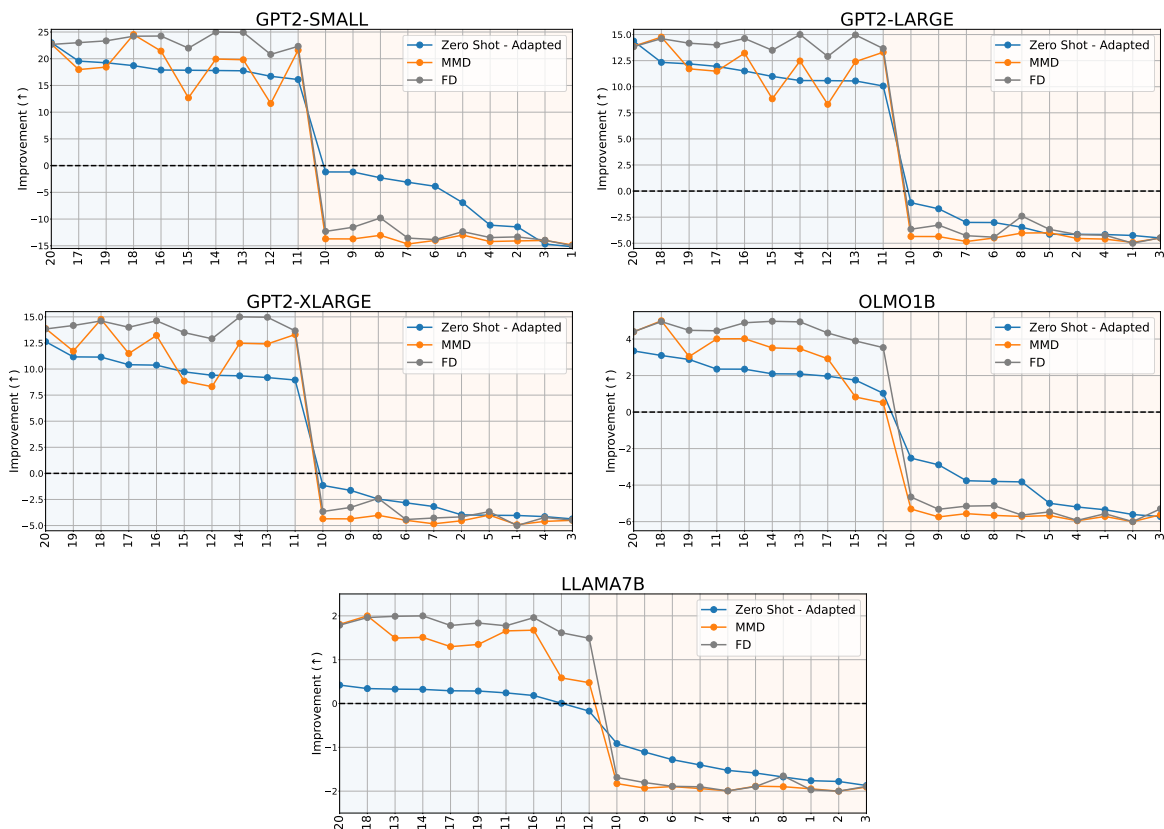 GPT2-SMALL
Improvement (↑)
25
20
15
10
5
0
−5
−10
−15
Zero Shot - Adapted
MMD
FD
20 17 19 18 16 15 14 13 12 11 10 9 8 7 6 5 4 2 3 1
GPT2-LARGE
Improvement (↑)
15.0
12.5
10.0
7.5
5.0
2.5
0.0
−2.5
−5.0
Zero Shot - Adapted
MMD
FD
20 18 19 17 16 15 14 12 13 11 10 9 7 6 8 5 2 4 1 3
GPT2-XLARGE
Improvement (↑)
15.0
12.5
10.0
7.5
5.0
2.5
0.0
−2.5
−5.0
Zero Shot - Adapted
MMD
FD
20 19 18 17 16 15 12 14 13 11 10 9 8 6 7 2 5 1 4 3
OLMO1B
Improvement (↑)
4
2
0
−2
−4
−6
Zero Shot - Adapted
MMD
FD
20 18 19 11 16 14 13 17 15 12 10 9 6 8 7 5 4 1 2 3
LLAMA7B
Improvement (↑)
2
1
0
−1
−2
Zero Shot - Adapted
MMD
FD
20 18 13 14 17 19 11 16 15 12 10 9 6 7 4 5 8 1 2 3